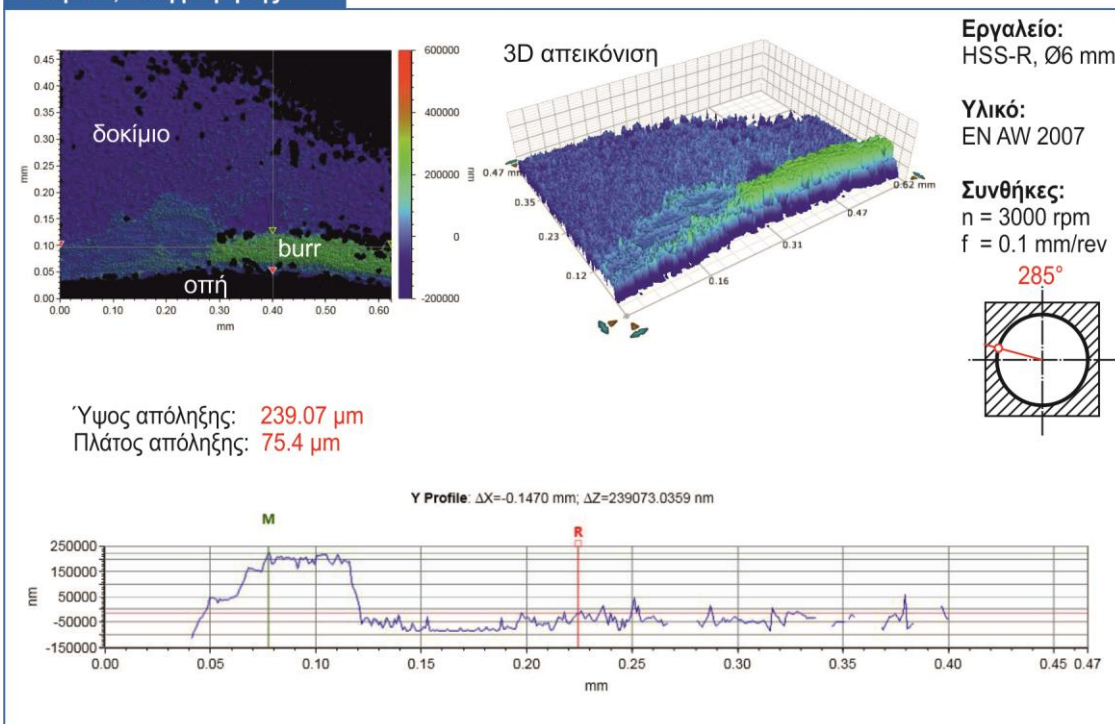 600000
400000
200000
0
-200000
nm
0.45
0.40
0.35
0.30
0.25
0.20
0.15
0.10
0.05
0.00
mm
0.00
0.10
0.20
0.30
0.40
0.50
0.60
mm
δοκίμιο
burr
οπή
3D απεικόνιση
0.47 mm
0.35
0.23
0.12
0.16
0.31
0.47
0.62 mm
Εργαλείο:
HSS-R, Ø6 mm
Υλικό:
EN AW 2007
Συνθήκες:
n = 3000 rpm
f = 0.1 mm/rev
285°
Ύψος απόληξης: 239.07 μm
Πλάτος απόληξης: 75.4 μm
Y Profile: ΔX=-0.1470 mm; ΔZ=239073.0359 nm
M
R
250000
150000
50000
-50000
-150000
nm
0.00 0.05 0.10 0.15 0.20 0.25 0.30 0.35 0.40 0.45 0.47
mm